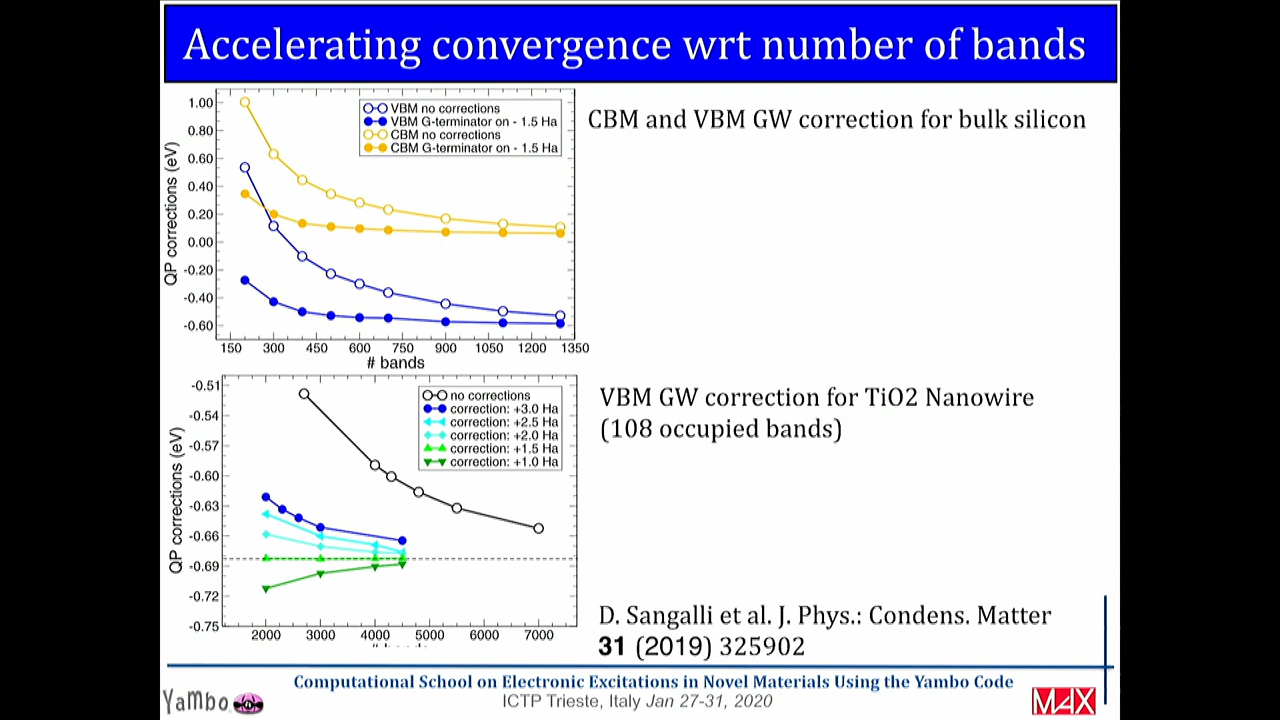 Accelerating convergence wrt number of bands
CBM and VBM GW correction for bulk silicon
QP corrections (eV)
1.00
0.80
0.60
0.40
0.20
0.00
-0.20
-0.40
-0.60
VBM no corrections
VBM G-terminator on - 1.5 Ha
CBM no corrections
CBM G-terminator on - 1.5 Ha
150 300 450 600 750 900 1050 1200 1350
# bands
VBM GW correction for TiO2 Nanowire
(108 occupied bands)
QP corrections (eV)
-0.51
-0.54
-0.57
-0.60
-0.63
-0.66
-0.69
-0.72
-0.75
no corrections
correction: +3.0 Ha
correction: +2.5 Ha
correction: +2.0 Ha
correction: +1.5 Ha
correction: +1.0 Ha
2000 3000 4000 5000 6000 7000
D. Sangalli et al. J. Phys.: Condens. Matter
31 (2019) 325902
Computational School on Electronic Excitations in Novel Materials Using the Yambo Code
ICTP Trieste, Italy Jan 27-31, 2020
Yambo
MAX